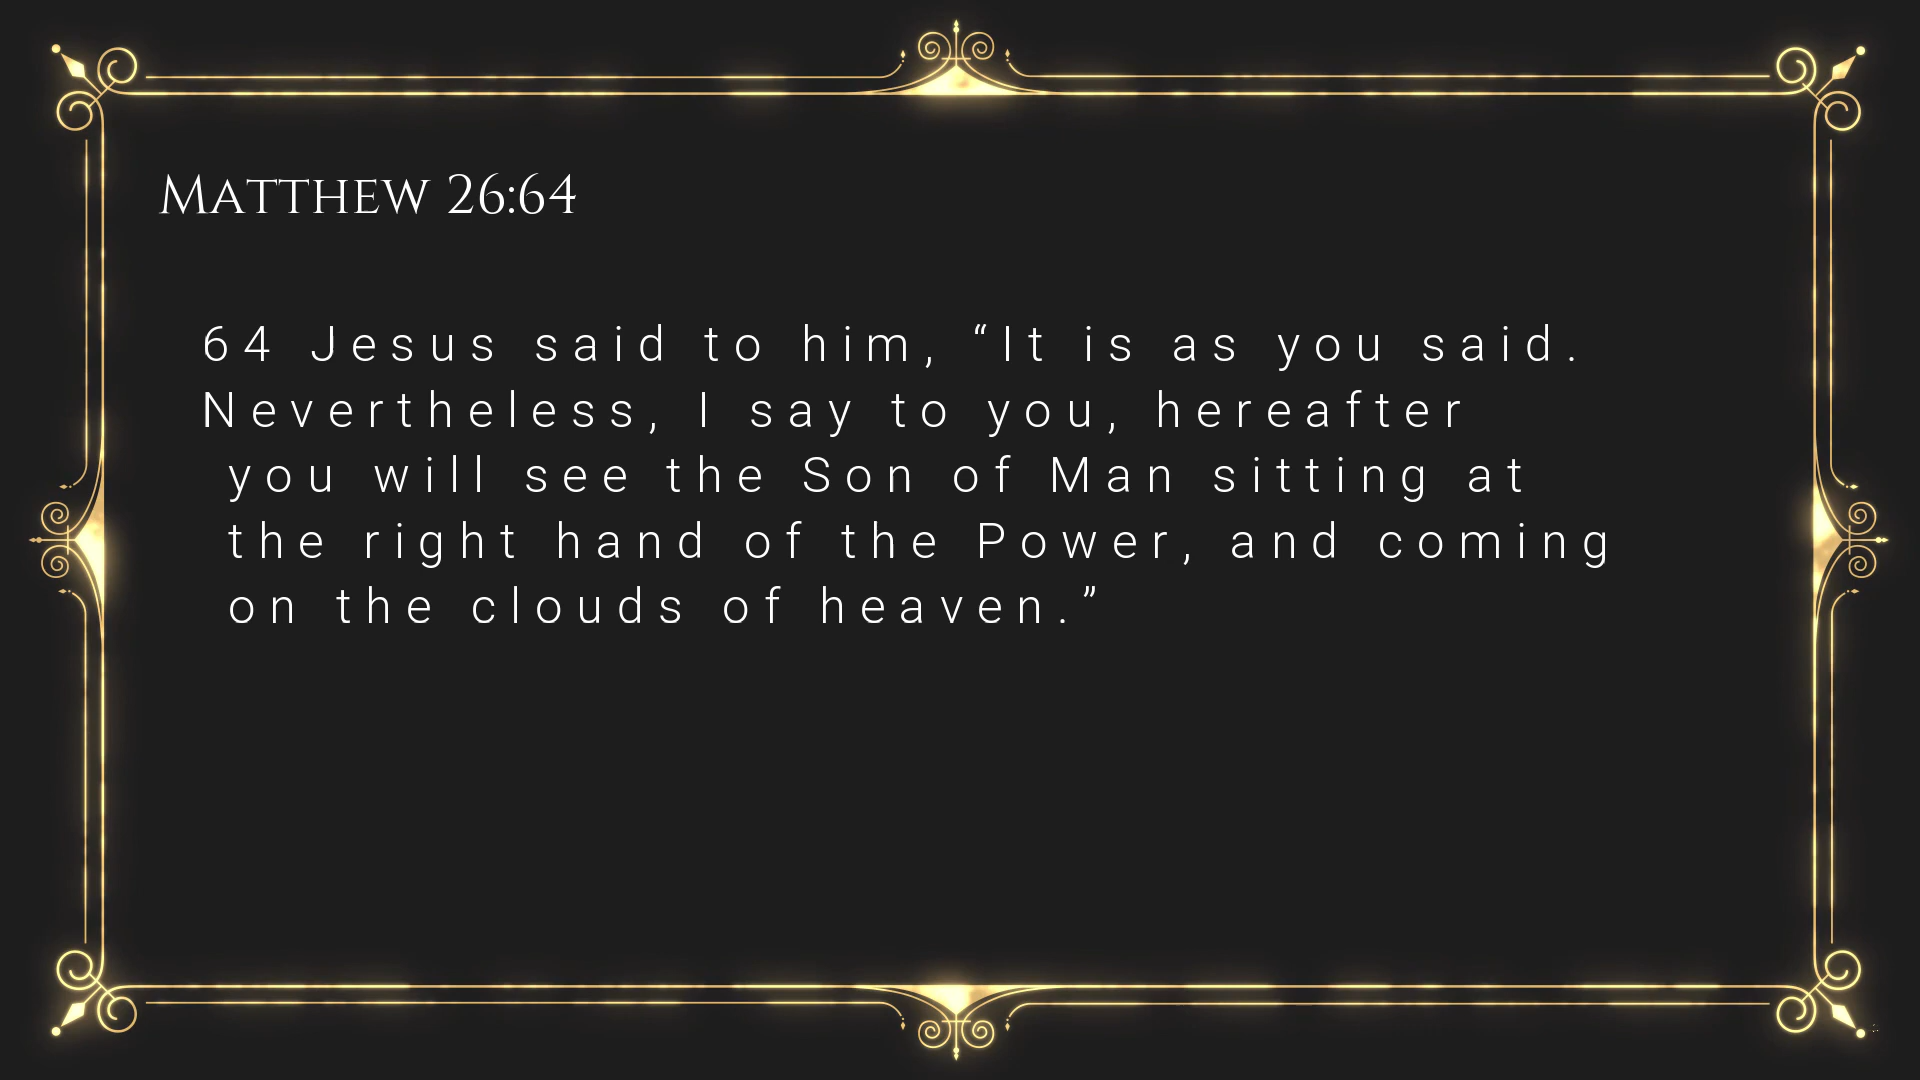 Matthew 26:64
64 Jesus said to him, “It is as you said.
Nevertheless, I say to you, hereafter
you will see the Son of Man sitting at
the right hand of the Power, and coming
on the clouds of heaven.”